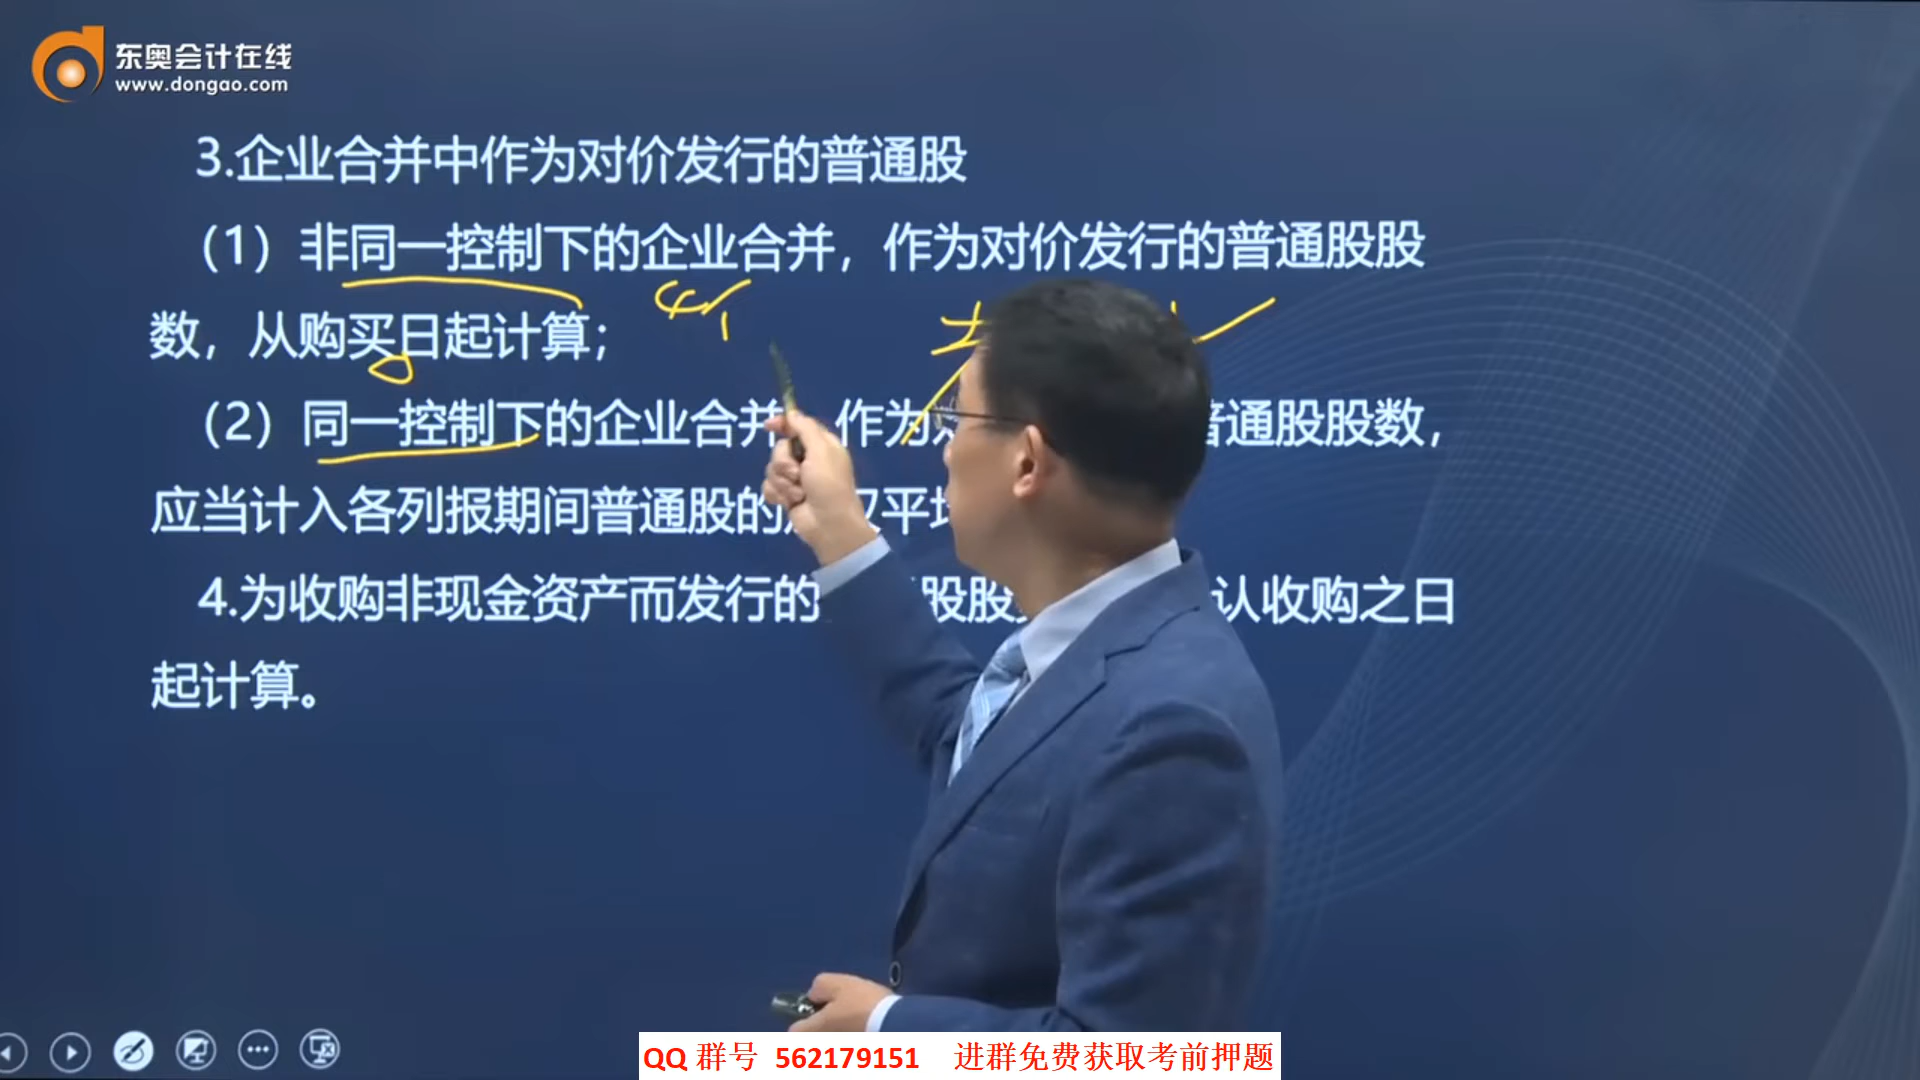 东奥会计在线
www.dongao.com
3.企业合并中作为对价发行的普通股
（1）非同一控制下的企业合并，作为对价发行的普通股股
数，从购买日起计算；
4/1
（2）同一控制下的企业合并 作为 普通股股数，
应当计入各列报期间普通股的 权平均
4.为收购非现金资产而发行的 股股 认收购之日
起计算。
QQ 群号 562179151 进群免费获取考前押题